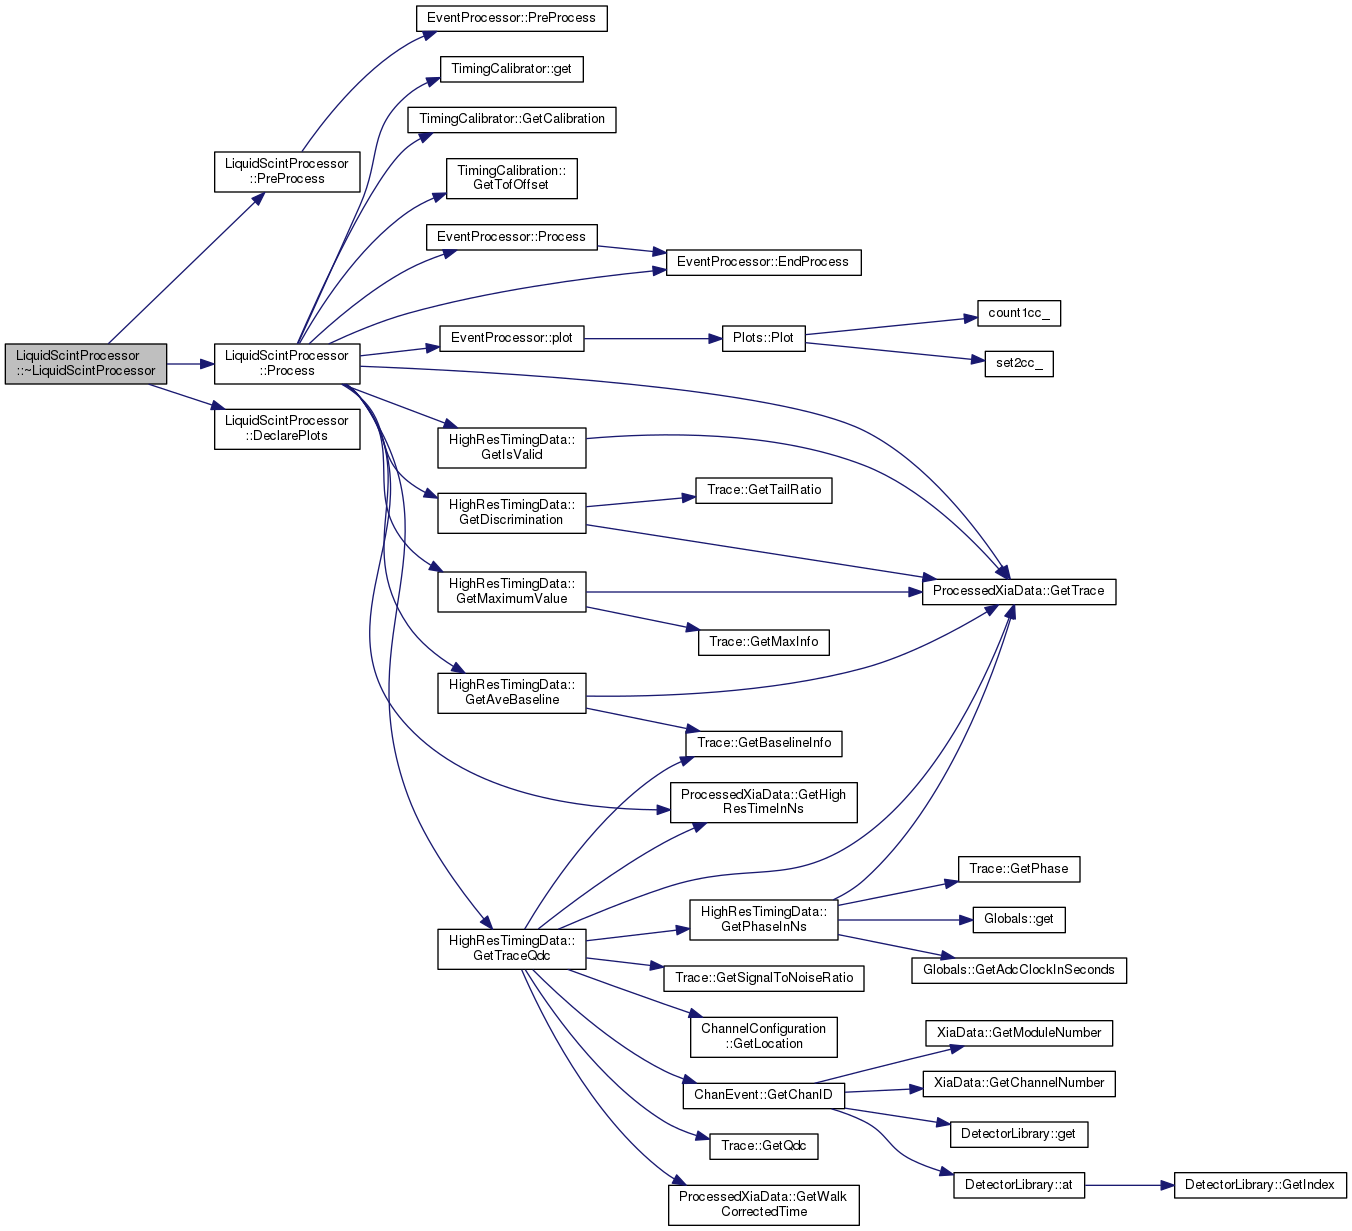 EventProcessor::PreProcess
TimingCalibrator::get
TimingCalibrator::GetCalibration
LiquidScintProcessor
::PreProcess
TimingCalibration::
GetTofOffset
EventProcessor::Process
EventProcessor::EndProcess
count1cc_
EventProcessor::plot
Plots::Plot
set2cc_
LiquidScintProcessor
::~LiquidScintProcessor
LiquidScintProcessor
::Process
LiquidScintProcessor
::DeclarePlots
HighResTimingData::
GetIsValid
Trace::GetTailRatio
HighResTimingData::
GetDiscrimination
HighResTimingData::
GetMaximumValue
ProcessedXiaData::GetTrace
Trace::GetMaxInfo
HighResTimingData::
GetAveBaseline
Trace::GetBaselineInfo
ProcessedXiaData::GetHigh
ResTimeInNs
Trace::GetPhase
HighResTimingData::
GetPhaseInNs
Globals::get
HighResTimingData::
GetTraceQdc
Globals::GetAdcClockInSeconds
Trace::GetSignalToNoiseRatio
ChannelConfiguration
::GetLocation
XiaData::GetModuleNumber
ChanEvent::GetChanID
XiaData::GetChannelNumber
DetectorLibrary::get
Trace::GetQdc
DetectorLibrary::at
DetectorLibrary::GetIndex
ProcessedXiaData::GetWalk
CorrectedTime